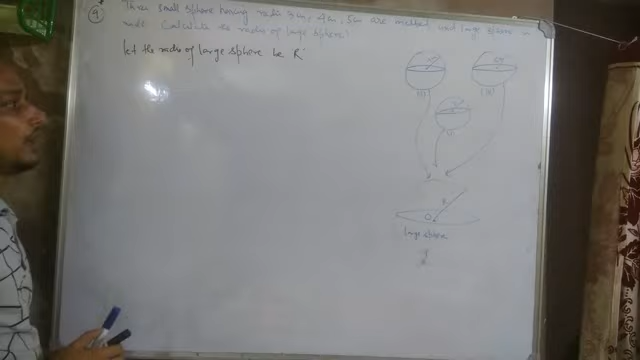 Three small sphere having radii 3cm, 4cm, 5cm are melted and large sphere is
made. Calculate the radius of large sphere?
let the radius of large sphere be 'R'
R
large sphere